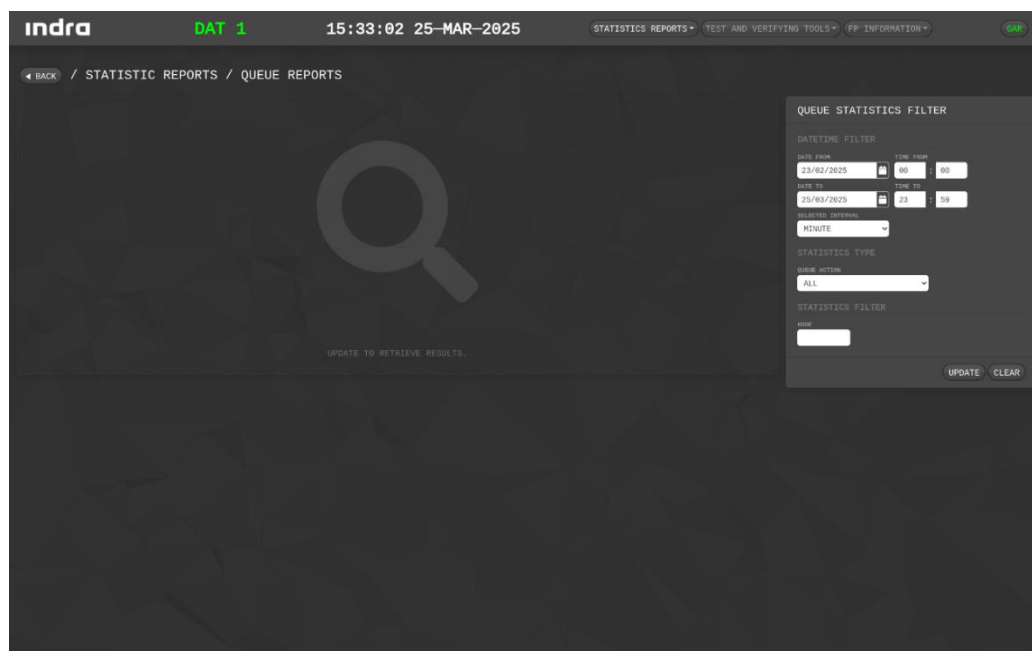 indra DAT 1 15:33:02 25-MAR-2025 STATISTICS REPORTS TEST AND VERIFYING TOOLS FP INFORMATION GAR
BACK / STATISTIC REPORTS / QUEUE REPORTS
UPDATE TO RETRIEVE RESULTS.
QUEUE STATISTICS FILTER
DATETIME FILTER
DATE FROM TIME FROM
23/02/2025 00 : 00
DATE TO TIME TO
25/03/2025 23 : 59
SELECTED INTERVAL
MINUTE
STATISTICS TYPE
QUEUE ACTION
ALL
STATISTICS FILTER
NODE
UPDATE CLEAR